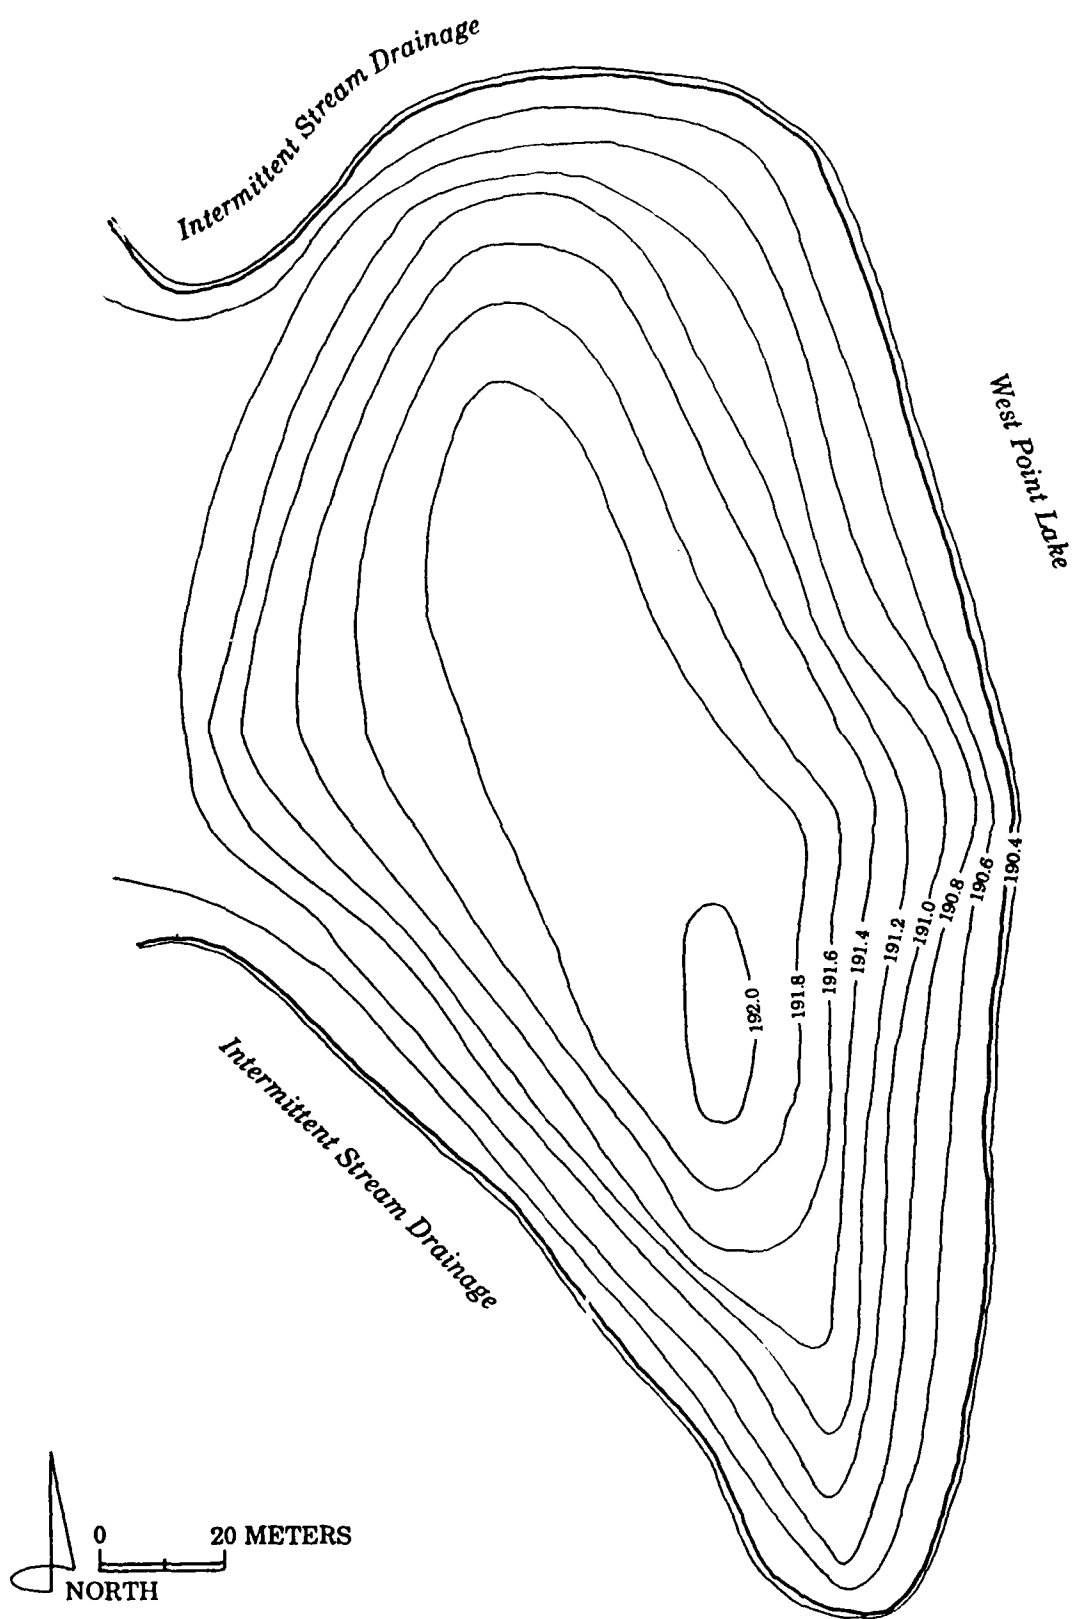 Intermittent Stream Drainage
West Point Lake
190.4
190.6
190.8
191.0
191.2
191.4
191.6
191.8
192.0
Intermittent Stream Drainage
0 20 METERS
NORTH